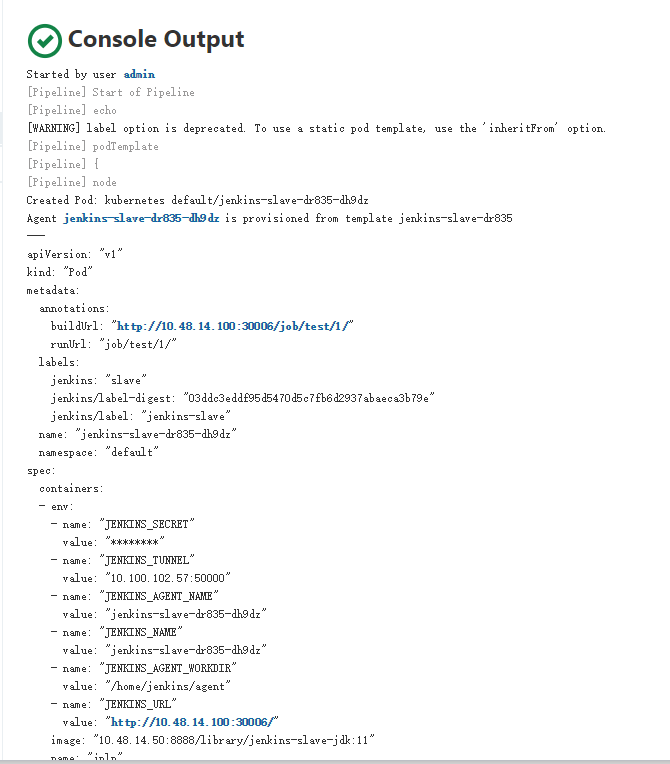 Console Output
Started by user admin
[Pipeline] Start of Pipeline
[Pipeline] echo
[WARNING] label option is deprecated. To use a static pod template, use the 'inheritFrom' option.
[Pipeline] podTemplate
[Pipeline] {
[Pipeline] node
Created Pod: kubernetes default/jenkins-slave-dr835-dh9dz
Agent jenkins-slave-dr835-dh9dz is provisioned from template jenkins-slave-dr835
---
apiVersion: "v1"
kind: "Pod"
metadata:
  annotations:
    buildUrl: "http://10.48.14.100:30006/job/test/1/"
    runUrl: "job/test/1/"
  labels:
    jenkins: "slave"
    jenkins/label-digest: "03ddc3eddf95d5470d5c7fb6d2937abaeca3b79e"
    jenkins/label: "jenkins-slave"
  name: "jenkins-slave-dr835-dh9dz"
  namespace: "default"
spec:
  containers:
  - env:
    - name: "JENKINS_SECRET"
      value: "********"
    - name: "JENKINS_TUNNEL"
      value: "10.100.102.57:50000"
    - name: "JENKINS_AGENT_NAME"
      value: "jenkins-slave-dr835-dh9dz"
    - name: "JENKINS_NAME"
      value: "jenkins-slave-dr835-dh9dz"
    - name: "JENKINS_AGENT_WORKDIR"
      value: "/home/jenkins/agent"
    - name: "JENKINS_URL"
      value: "http://10.48.14.100:30006/"
    image: "10.48.14.50:8888/library/jenkins-slave-jdk:11"
    name: "jnlp"